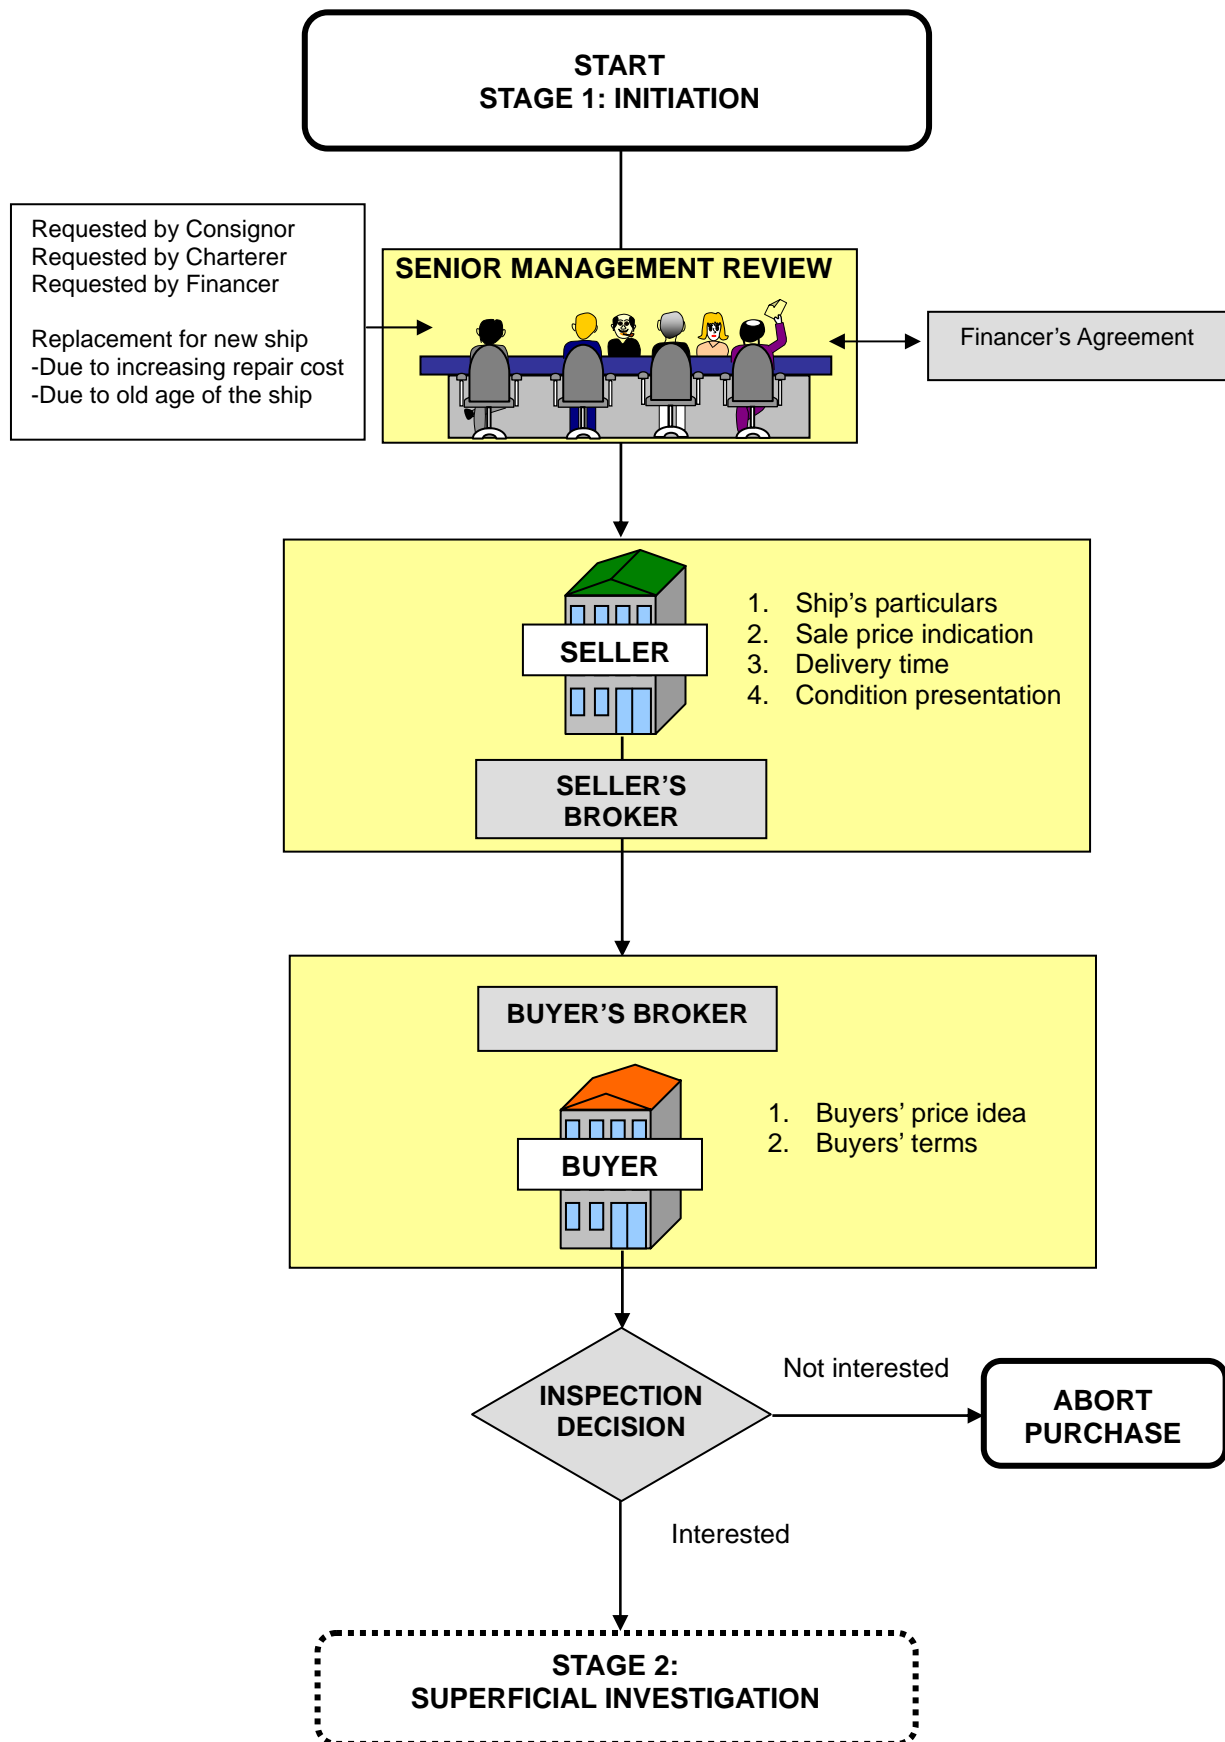 START
STAGE 1: INITIATION
Requested by Consignor
Requested by Charterer
Requested by Financer
Replacement for new ship
-Due to increasing repair cost
-Due to old age of the ship
SENIOR MANAGEMENT REVIEW
Financer’s Agreement
SELLER
1. Ship's particulars
2. Sale price indication
3. Delivery time
4. Condition presentation
SELLER’S
BROKER
BUYER’S BROKER
BUYER
1. Buyers’ price idea
2. Buyers’ terms
INSPECTION
DECISION
Not interested
ABORT
PURCHASE
Interested
STAGE 2:
SUPERFICIAL INVESTIGATION